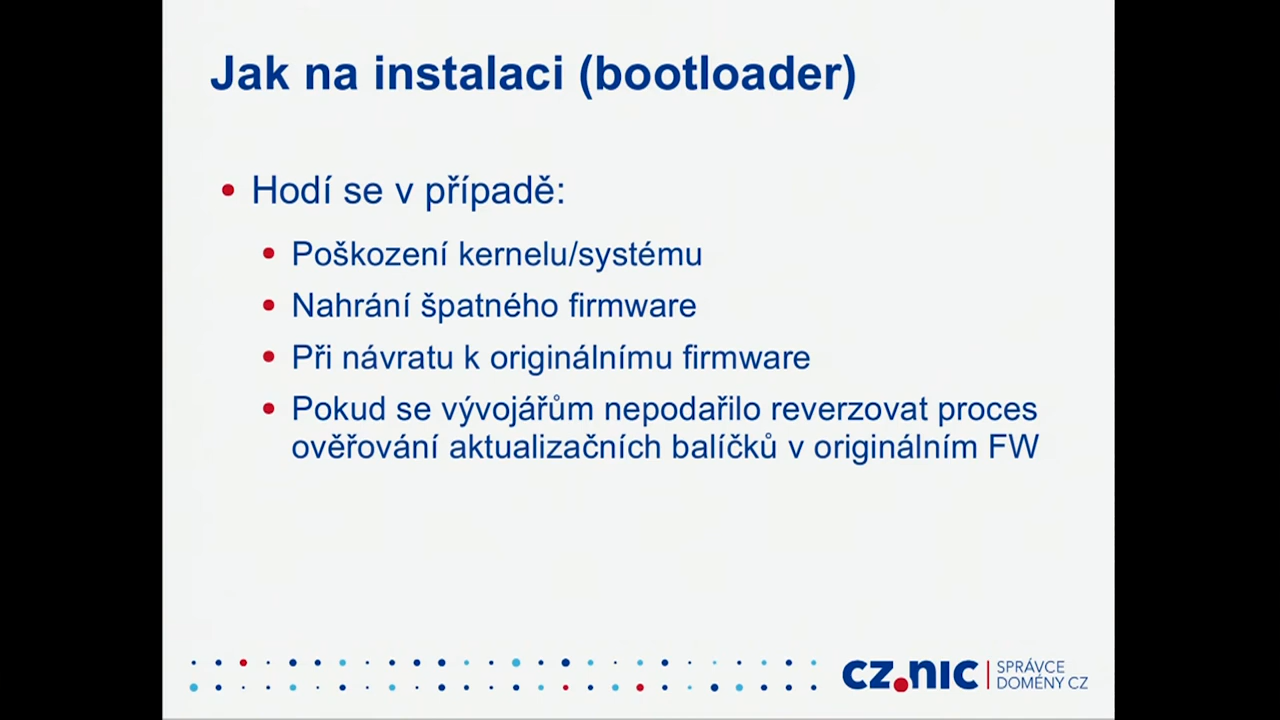 Jak na instalaci (bootloader)
Hodí se v případě:
Poškození kernelu/systému
Nahrání špatného firmware
Při návratu k originálnímu firmware
Pokud se vývojářům nepodařilo reverzovat proces
ověřování aktualizačních balíčků v originálním FW
CZ.NIC
SPRÁVCE
DOMÉNY CZ